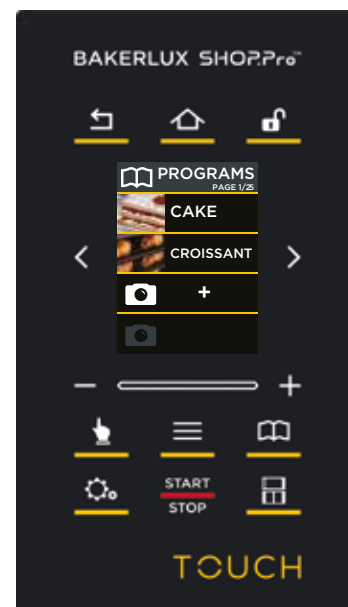 BAKERLUX SHOP.Pro™
PROGRAMS
PAGE 1/25
CAKE
CROISSANT
+
START
STOP
TOUCH